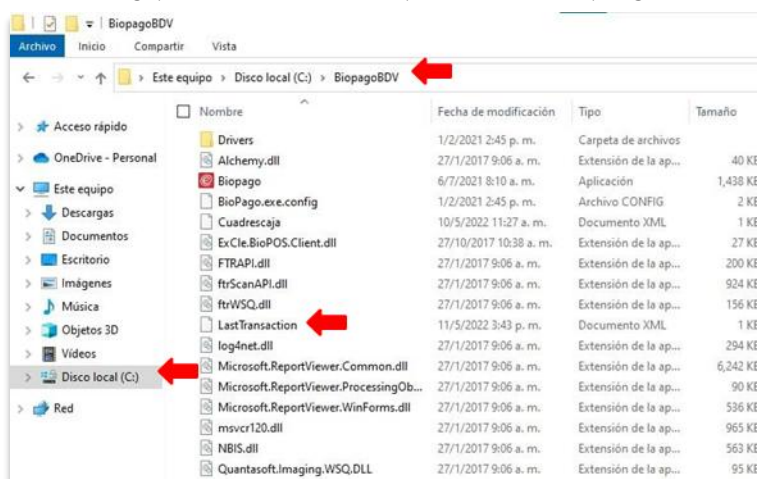 BiopagoBDV
Archivo Inicio Compartir Vista
Este equipo > Disco local (C:) > BiopagoBDV
Nombre Fecha de modificación Tipo Tamaño
Acceso rápido
OneDrive - Personal
Este equipo
Descargas
Documentos
Escritorio
Imágenes
Música
Objetos 3D
Vídeos
Disco local (C:)
Red
Drivers 1/2/2021 2:45 p. m. Carpeta de archivos
Alchemy.dll 27/1/2017 9:06 a. m. Extensión de la ap... 40 KB
Biopago 6/7/2021 8:10 a. m. Aplicación 1,438 KB
BioPago.exe.config 1/2/2021 2:45 p. m. Archivo CONFIG 2 KB
Cuadrescaja 10/5/2022 11:27 a. m. Documento XML 1 KB
ExCle.BioPOS.Client.dll 27/10/2017 10:38 a. m. Extensión de la ap... 27 KB
FTRAPI.dll 27/1/2017 9:06 a. m. Extensión de la ap... 200 KB
ftrScanAPI.dll 27/1/2017 9:06 a. m. Extensión de la ap... 924 KB
ftrWSQ.dll 27/1/2017 9:06 a. m. Extensión de la ap... 156 KB
LastTransaction 11/5/2022 3:43 p. m. Documento XML 1 KB
log4net.dll 27/1/2017 9:06 a. m. Extensión de la ap... 294 KB
Microsoft.ReportViewer.Common.dll 27/1/2017 9:06 a. m. Extensión de la ap... 6,242 KB
Microsoft.ReportViewer.ProcessingOb... 27/1/2017 9:06 a. m. Extensión de la ap... 90 KB
Microsoft.ReportViewer.WinForms.dll 27/1/2017 9:06 a. m. Extensión de la ap... 536 KB
msvcr120.dll 27/1/2017 9:06 a. m. Extensión de la ap... 965 KB
NBIS.dll 27/1/2017 9:06 a. m. Extensión de la ap... 563 KB
Quantasoft.Imaging.WSQ.DLL 27/1/2017 9:06 a. m. Extensión de la ap... 95 KB